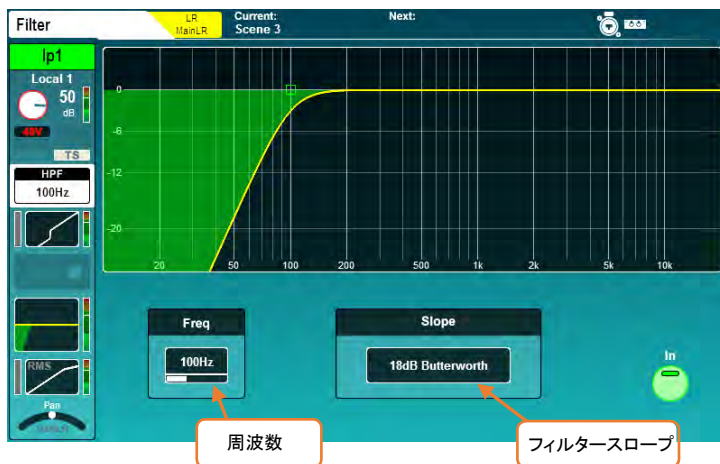 Filter
LR
MainLR
Current:
Scene 3
Next:
Ip1
Local 1
50
dB
48V
TS
HPF
100Hz
RMS
Pan
0
-6
-12
-20
20 50 100 200 500 1k 2k 5k 10k
Freq
100Hz
Slope
18dB Butterworth
In
周波数
フィルタースロープ